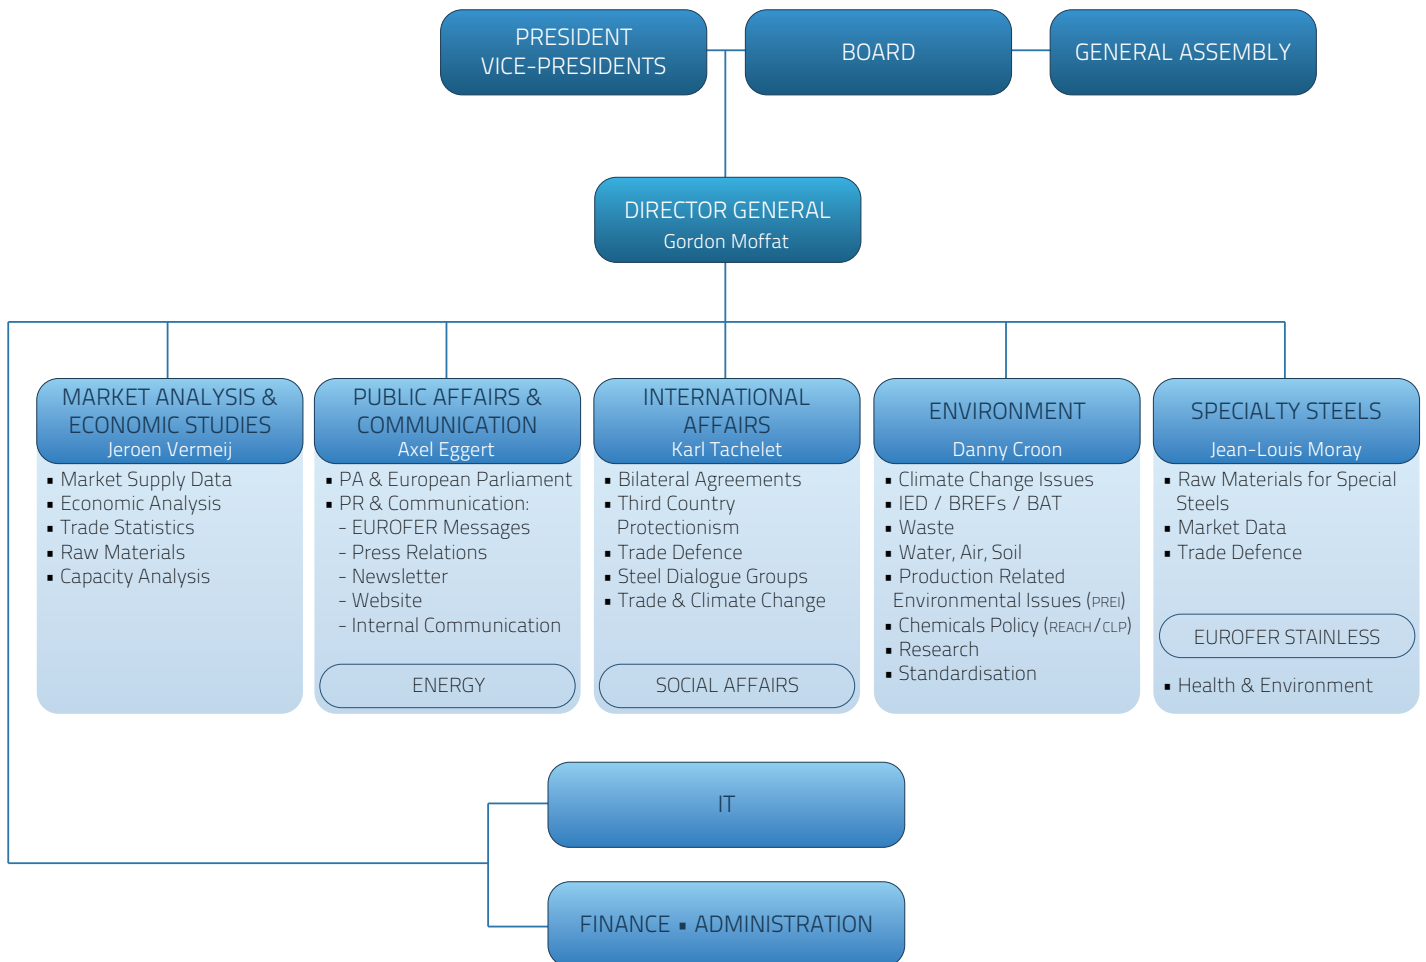 PRESIDENT
VICE-PRESIDENTS
BOARD
GENERAL ASSEMBLY
DIRECTOR GENERAL
Gordon Moffat
MARKET ANALYSIS &
ECONOMIC STUDIES
Jeroen Vermeij
▪ Market Supply Data
▪ Economic Analysis
▪ Trade Statistics
▪ Raw Materials
▪ Capacity Analysis
PUBLIC AFFAIRS &
COMMUNICATION
Axel Eggert
▪ PA & European Parliament
▪ PR & Communication:
- EUROFER Messages
- Press Relations
- Newsletter
- Website
- Internal Communication
ENERGY
INTERNATIONAL
AFFAIRS
Karl Tachelet
▪ Bilateral Agreements
▪ Third Country
Protectionism
▪ Trade Defence
▪ Steel Dialogue Groups
▪ Trade & Climate Change
SOCIAL AFFAIRS
ENVIRONMENT
Danny Croon
▪ Climate Change Issues
▪ IED / BREFs / BAT
▪ Waste
▪ Water, Air, Soil
▪ Production Related
Environmental Issues (PREI)
▪ Chemicals Policy (REACH/CLP)
▪ Research
▪ Standardisation
SPECIALTY STEELS
Jean-Louis Moray
▪ Raw Materials for Special
Steels
▪ Market Data
▪ Trade Defence
EUROFER STAINLESS
▪ Health & Environment
IT
FINANCE ▪ ADMINISTRATION